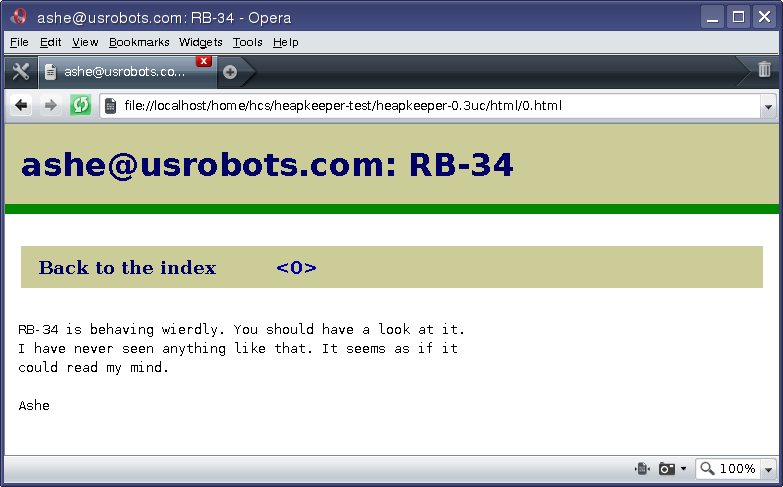 ashe@usrobots.com: RB-34 - Opera
File Edit View Bookmarks Widgets Tools Help
ashe@usrobots.co...
file://localhost/home/hcs/heapkeeper-test/heapkeeper-0.3uc/html/0.html
ashe@usrobots.com: RB-34
Back to the index <0>
RB-34 is behaving wierdly. You should have a look at it.
I have never seen anything like that. It seems as if it
could read my mind.
Ashe
100%